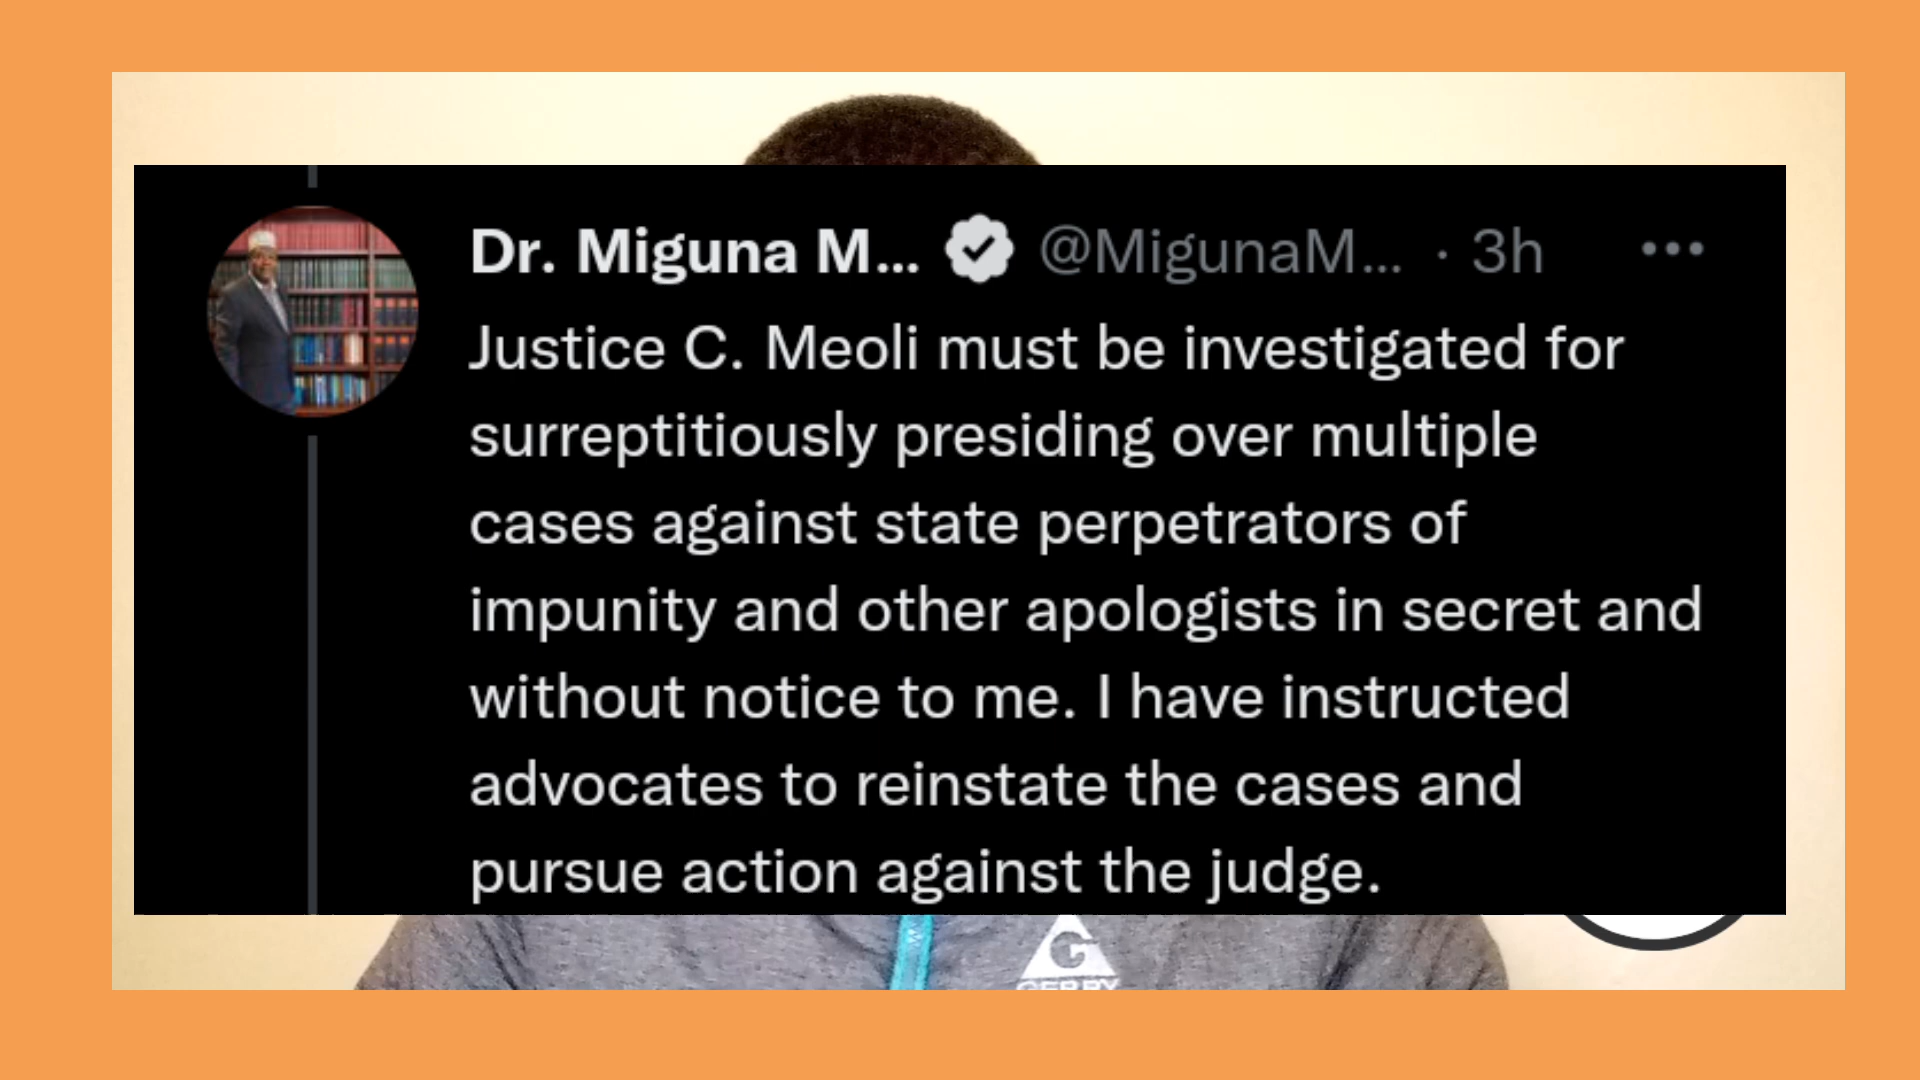 Dr. Miguna M... @MigunaM... · 3h
Justice C. Meoli must be investigated for
surreptitiously presiding over multiple
cases against state perpetrators of
impunity and other apologists in secret and
without notice to me. I have instructed
advocates to reinstate the cases and
pursue action against the judge.
G
GERRY